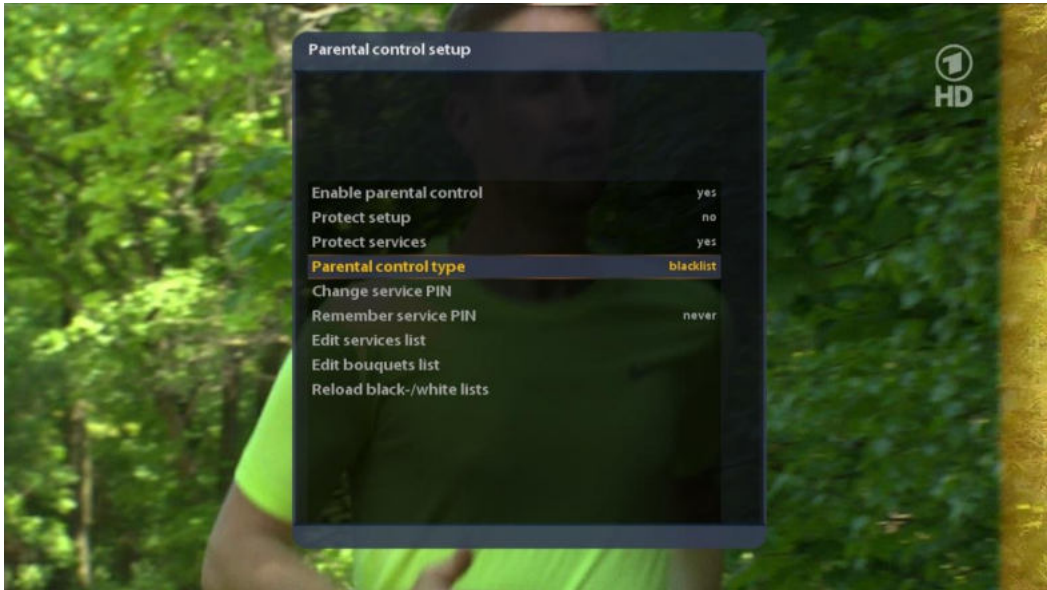 Parental control setup
1
HD
Enable parental control yes
Protect setup no
Protect services yes
Parental control type blacklist
Change service PIN
Remember service PIN never
Edit services list
Edit bouquets list
Reload black-/white lists